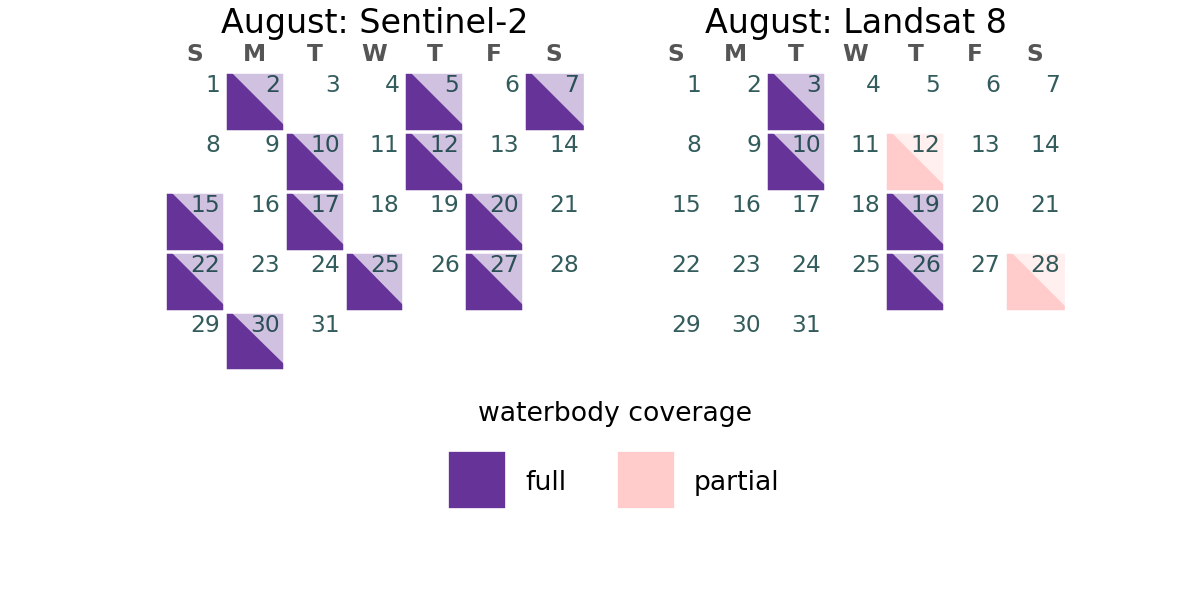 August: Sentinel-2
S M T W T F S
1 2 3 4 5 6 7
8 9 10 11 12 13 14
15 16 17 18 19 20 21
22 23 24 25 26 27 28
29 30 31
August: Landsat 8
S M T W T F S
1 2 3 4 5 6 7
8 9 10 11 12 13 14
15 16 17 18 19 20 21
22 23 24 25 26 27 28
29 30 31
waterbody coverage
full partial